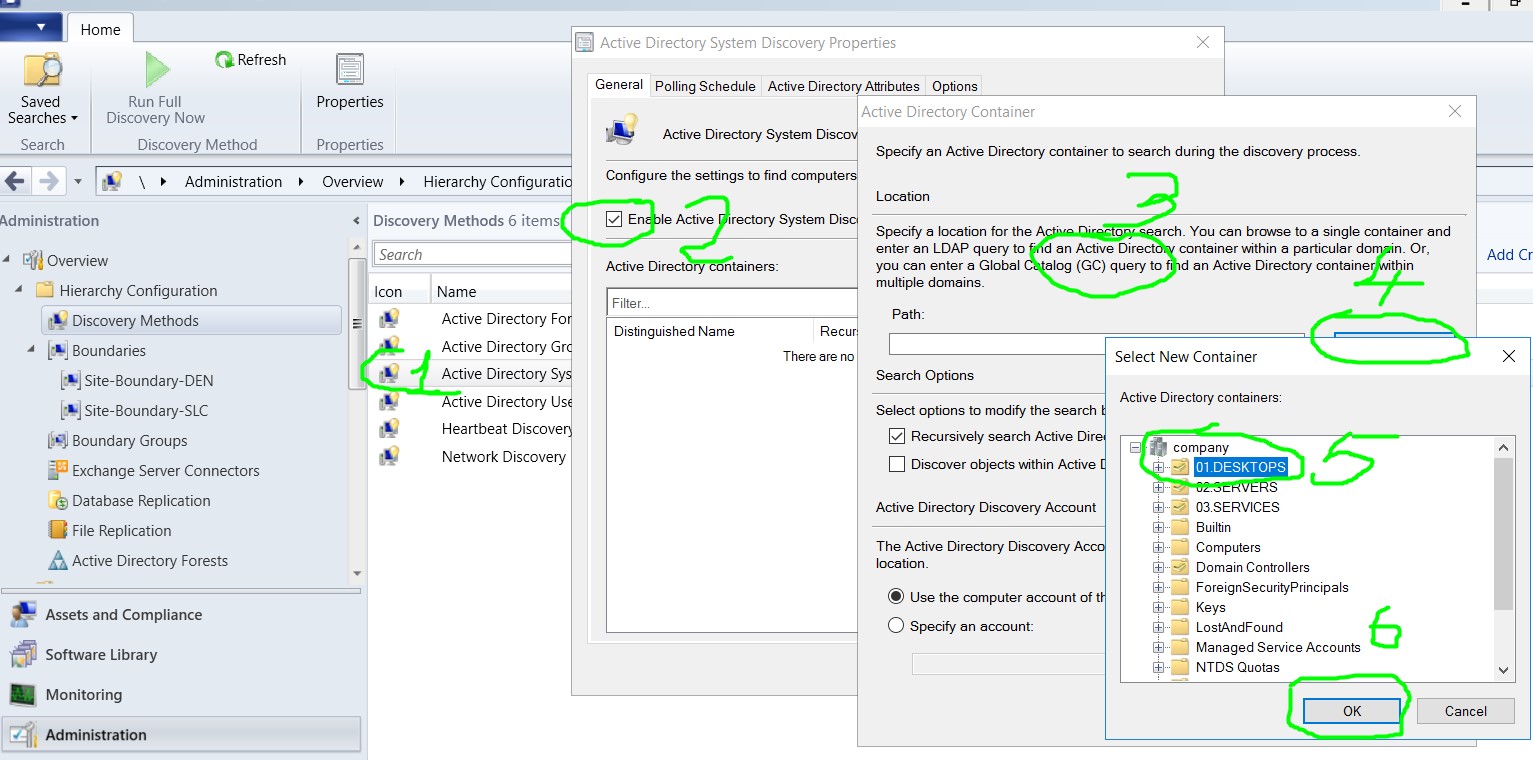 Home
Saved
Searches
Search
Run Full
Discovery Now
Refresh
Discovery Method
Properties
Properties
\ Administration Overview Hierarchy Configuratio
Administration
Overview
Hierarchy Configuration
Discovery Methods
Boundaries
Site-Boundary-DEN
Site-Boundary-SLC
Boundary Groups
Exchange Server Connectors
Database Replication
File Replication
Active Directory Forests
Assets and Compliance
Software Library
Monitoring
Administration
Discovery Methods 6 items
Search
Icon Name
Active Directory For
Active Directory Gro
1 Active Directory Sys
Active Directory Use
Heartbeat Discovery
Network Discovery
Active Directory System Discovery Properties
General Polling Schedule Active Directory Attributes Options
Active Directory System Discov
Configure the settings to find computers
Enable Active Directory System Disc
2
Active Directory containers:
Filter...
Distinguished Name Recurs
There are no
Active Directory Container
Specify an Active Directory container to search during the discovery process.
3
Location
Specify a location for the Active Directory search. You can browse to a single container and
enter an LDAP query to find an Active Directory container within a particular domain. Or,
you can enter a Global Catalog (GC) query to find an Active Directory container within
multiple domains.
4
Path:
Search Options
Select options to modify the search b
Recursively search Active Dire
Discover objects within Active D
Active Directory Discovery Account
The Active Directory Discovery Acco
location.
Use the computer account of th
Specify an account:
Add Cr
Select New Container
Active Directory containers:
company
01.DESKTOPS
5
02.SERVERS
03.SERVICES
Builtin
Computers
Domain Controllers
ForeignSecurityPrincipals
Keys
LostAndFound
Managed Service Accounts
NTDS Quotas
6
OK Cancel